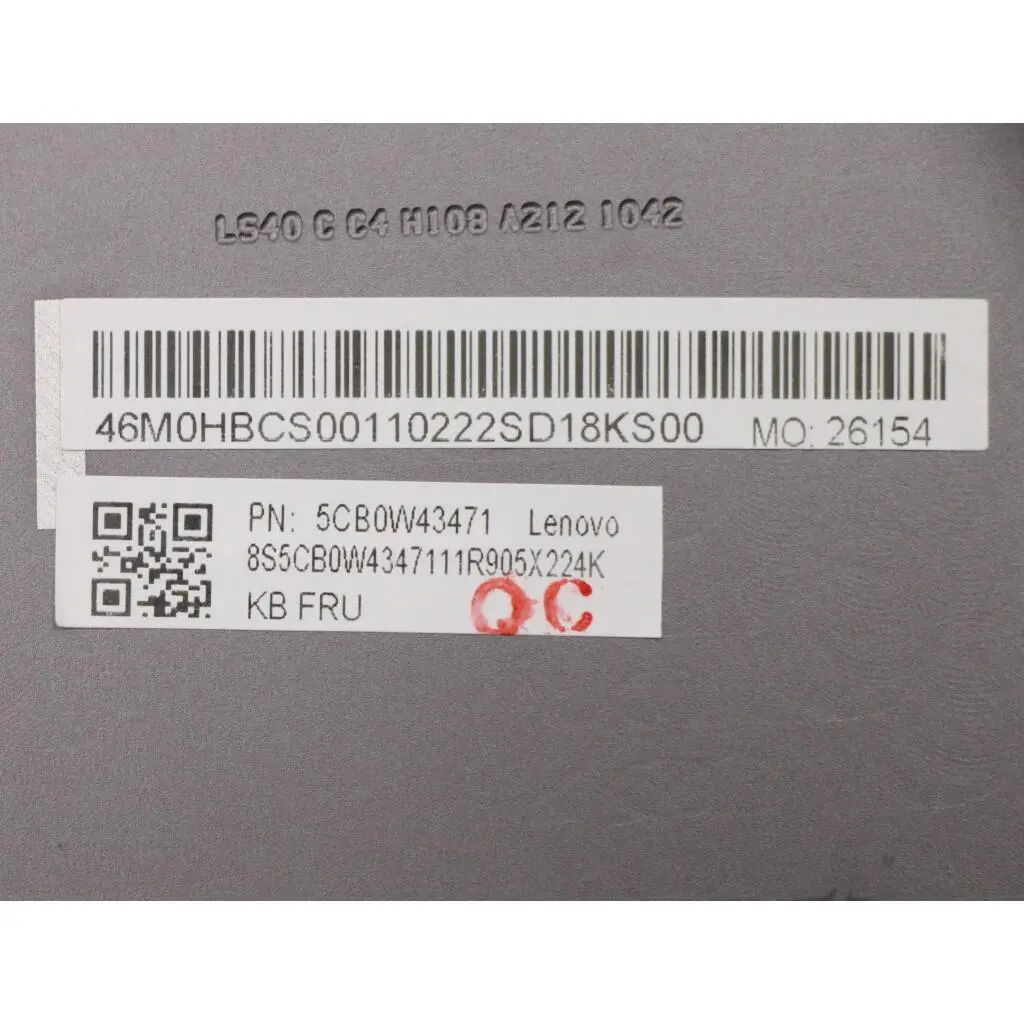 LS40 C C4 H108 A212 1042
46M0HBCS00110222SD18KS00 MO: 26154
PN: 5CB0W43471 Lenovo
8S5CB0W4347111R905X224K
KB FRU QC